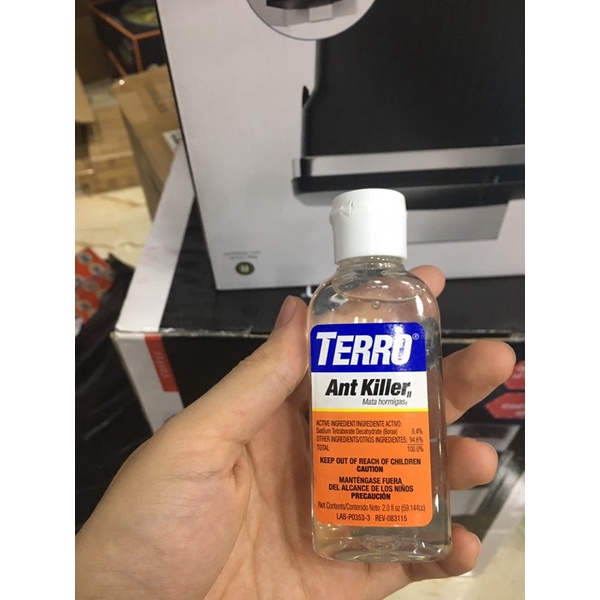 TERRO®
Ant Killer II
Mata hormigas
ACTIVE INGREDIENT/INGREDIENTE ACTIVO:
Sodium Tetraborate Decahydrate (Borax) 5.4%
OTHER INGREDIENTS/OTROS INGREDIENTES: 94.6%
TOTAL 100.0%
KEEP OUT OF REACH OF CHILDREN
CAUTION
MANTÉNGASE FUERA
DEL ALCANCE DE LOS NIÑOS
PRECAUCIÓN
Net Contents/Contenido Neto: 2.0 fl oz (59.144cc)
LAB-P0353-3 REV-083115